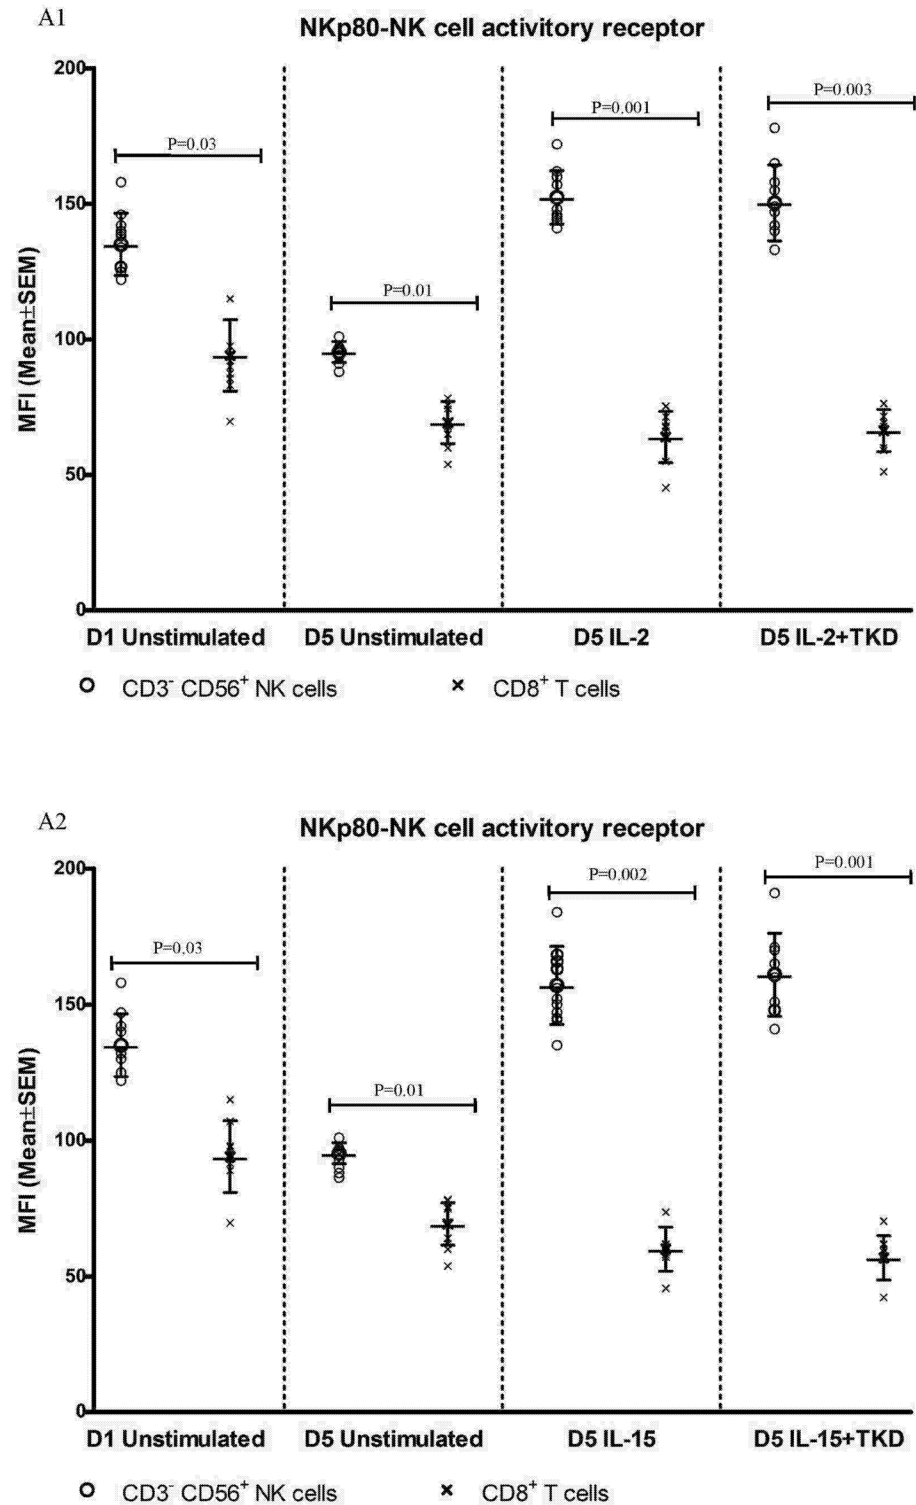 A1
NKp80-NK cell activitory receptor
200
P=0.003
P=0.001
P=0.03
150
MFI (Mean±SEM)
P=0.01
100
50
0
D1 Unstimulated D5 Unstimulated D5 IL-2 D5 IL-2+TKD
CD3⁻ CD56⁺ NK cells CD8⁺ T cells
A2
NKp80-NK cell activitory receptor
200
P=0.001
P=0.002
P=0.03
150
MFI (Mean±SEM)
P=0.01
100
50
0
D1 Unstimulated D5 Unstimulated D5 IL-15 D5 IL-15+TKD
CD3⁻ CD56⁺ NK cells CD8⁺ T cells